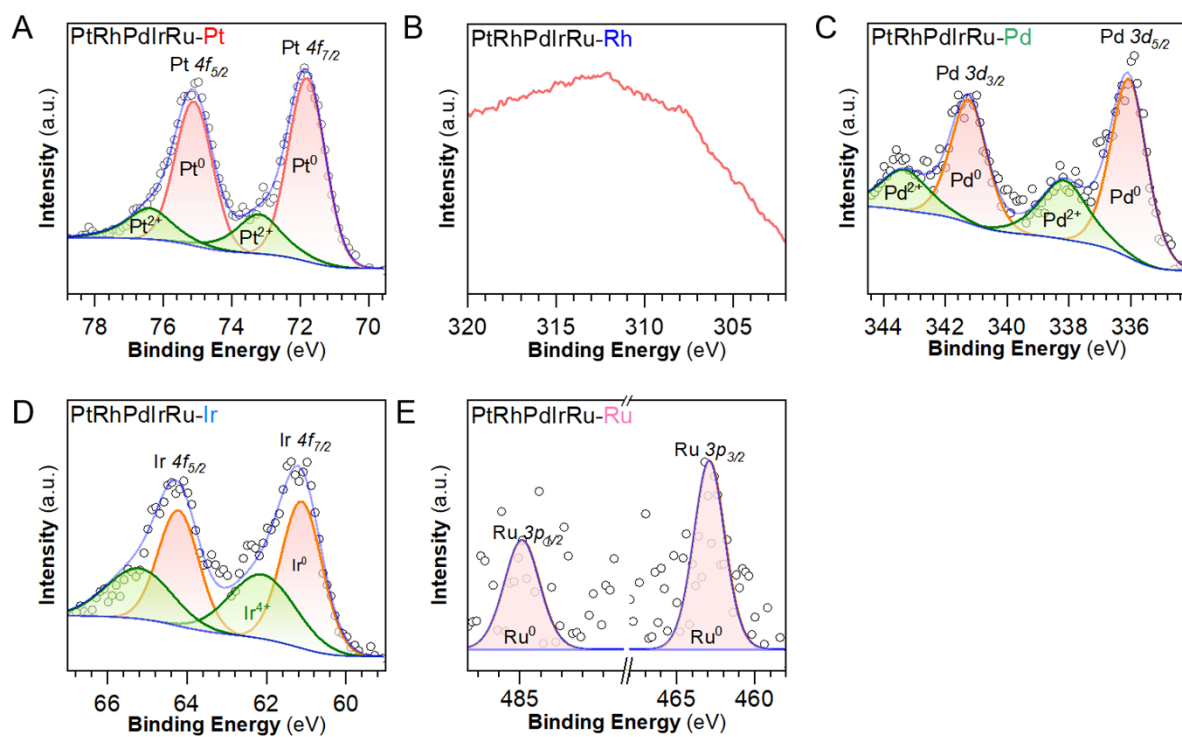 A
PtRhPdIrRu-Pt
Pt 4f5/2
Pt 4f7/2
Pt0
Pt0
Pt2+
Pt2+
Intensity (a.u.)
78 76 74 72 70
Binding Energy (eV)
B
PtRhPdIrRu-Rh
Intensity (a.u.)
320 315 310 305
Binding Energy (eV)
C
PtRhPdIrRu-Pd
Pd 3d5/2
Pd 3d3/2
Pd2+
Pd0
Pd2+
Pd0
Intensity (a.u.)
344 342 340 338 336
Binding Energy (eV)
D
PtRhPdIrRu-Ir
Ir 4f7/2
Ir 4f5/2
Ir0
Ir4+
Intensity (a.u.)
66 64 62 60
Binding Energy (eV)
E
PtRhPdIrRu-Ru
Ru 3p3/2
Ru 3p1/2
Ru0
Ru0
Intensity (a.u.)
485 465 460
Binding Energy (eV)